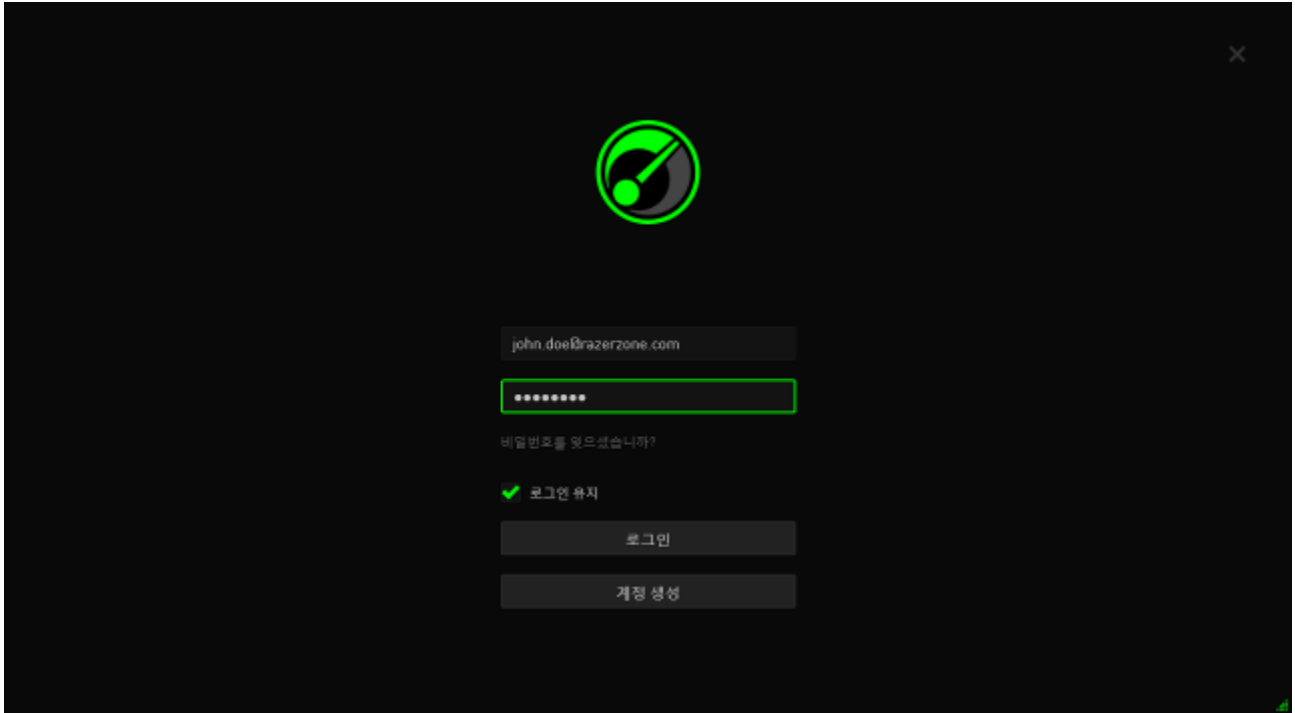 john.doe@razerzone.com
••••••••
비밀번호를 잊으셨습니까?
로그인 유지
로그인
계정 생성